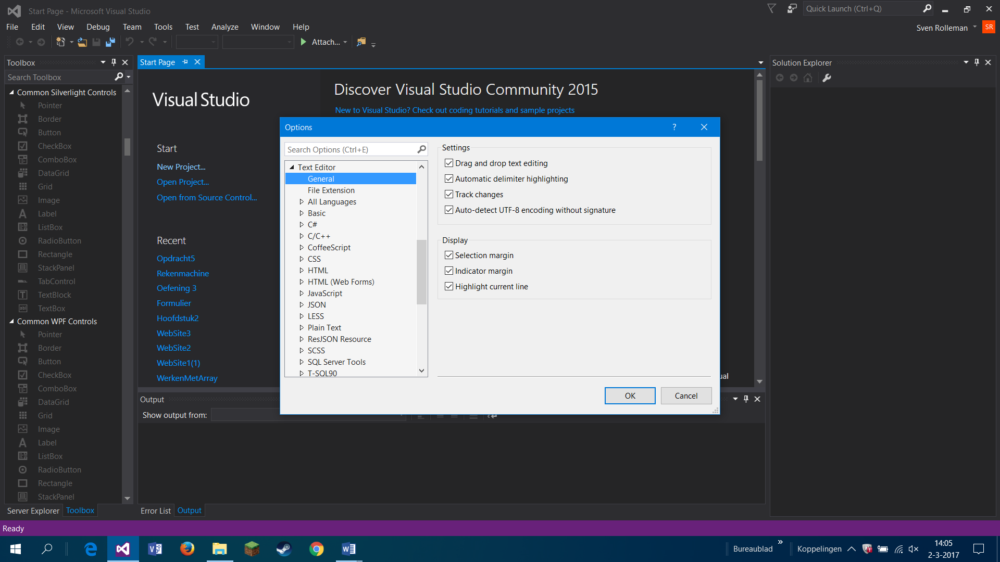 Start Page - Microsoft Visual Studio
Quick Launch (Ctrl+Q)
File Edit View Debug Team Tools Test Analyze Window Help
Sven Rolleman
SR
Attach...
Toolbox
Search Toolbox
Common Silverlight Controls
Pointer
Border
Button
CheckBox
ComboBox
DataGrid
Grid
Image
Label
ListBox
RadioButton
Rectangle
StackPanel
TabControl
TextBlock
TextBox
Common WPF Controls
Pointer
Border
Button
CheckBox
ComboBox
DataGrid
Grid
Image
Label
ListBox
RadioButton
Rectangle
StackPanel
Server Explorer
Toolbox
Start Page
Visual Studio
Discover Visual Studio Community 2015
New to Visual Studio? Check out coding tutorials and sample projects
Start
New Project...
Open Project...
Open from Source Control...
Recent
Opdracht5
Rekenmachine
Oefening 3
Formulier
Hoofdstuk2
WebSite3
WebSite2
WebSite1(1)
WerkenMetArray
Options
?
Search Options (Ctrl+E)
Text Editor
General
File Extension
All Languages
Basic
C#
C/C++
CoffeeScript
CSS
HTML
HTML (Web Forms)
JavaScript
JSON
LESS
Plain Text
ResJSON Resource
SCSS
SQL Server Tools
T-SQL90
Settings
Drag and drop text editing
Automatic delimiter highlighting
Track changes
Auto-detect UTF-8 encoding without signature
Display
Selection margin
Indicator margin
Highlight current line
OK
Cancel
ual
Output
Show output from:
Error List
Output
Solution Explorer
Ready
Bureaublad
Koppelingen
14:05
2-3-2017